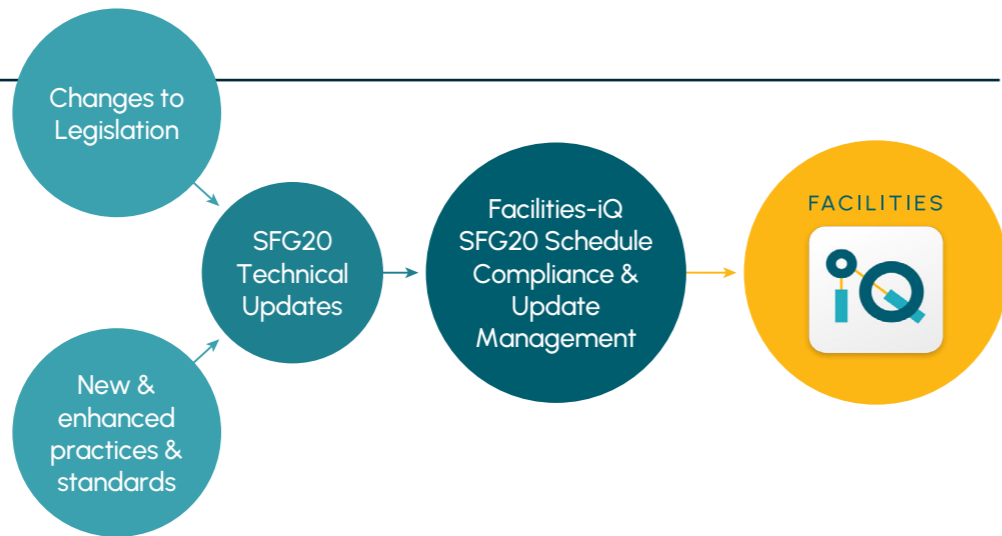 Changes to
Legislation
New &
enhanced
practices &
standards
SFG20
Technical
Updates
Facilities-iQ
SFG20 Schedule
Compliance &
Update
Management
FACILITIES
iQ